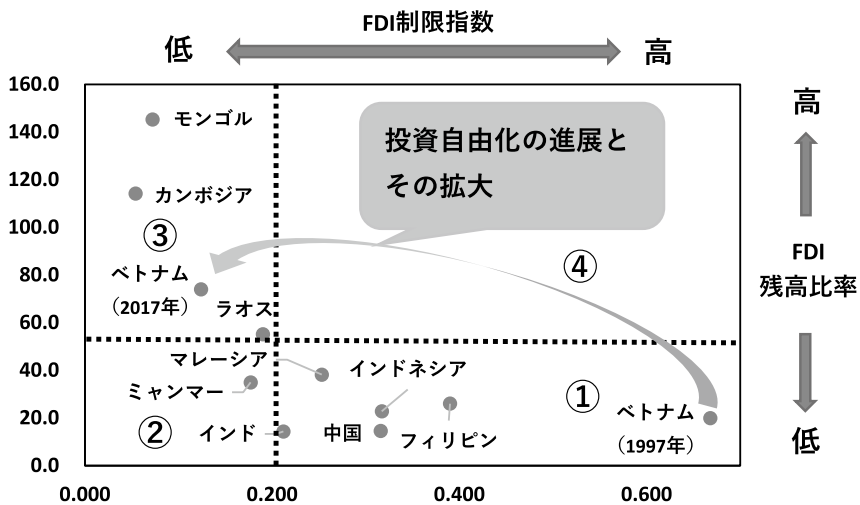 FDI制限指数
低
高
160.0
140.0
120.0
100.0
80.0
60.0
40.0
20.0
0.0
モンゴル
カンボジア
③
ベトナム
（2017年）
ラオス
投資自由化の進展と
その拡大
④
マレーシア
ミャンマー
②
インド
インドネシア
中国
フィリピン
①
ベトナム
（1997年）
0.000
0.200
0.400
0.600
高
FDI
残高比率
低